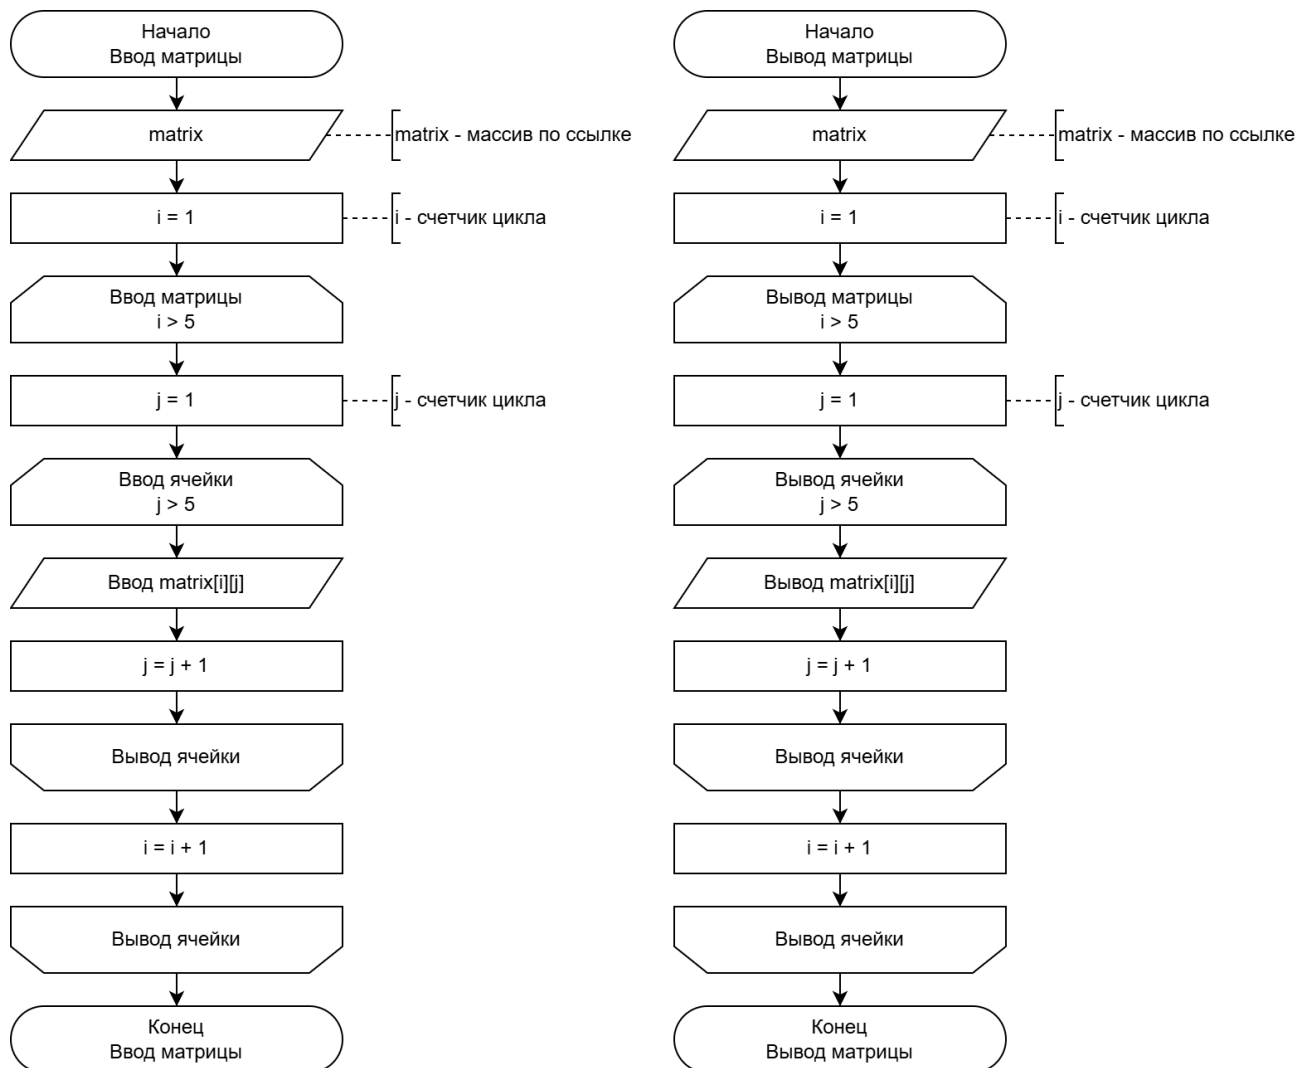 Начало
Ввод матрицы
matrix
matrix - массив по ссылке
i = 1
i - счетчик цикла
Ввод матрицы
i > 5
j = 1
j - счетчик цикла
Ввод ячейки
j > 5
Ввод matrix[i][j]
j = j + 1
Вывод ячейки
i = i + 1
Вывод ячейки
Конец
Ввод матрицы
Начало
Вывод матрицы
matrix
matrix - массив по ссылке
i = 1
i - счетчик цикла
Вывод матрицы
i > 5
j = 1
j - счетчик цикла
Вывод ячейки
j > 5
Вывод matrix[i][j]
j = j + 1
Вывод ячейки
i = i + 1
Вывод ячейки
Конец
Вывод матрицы